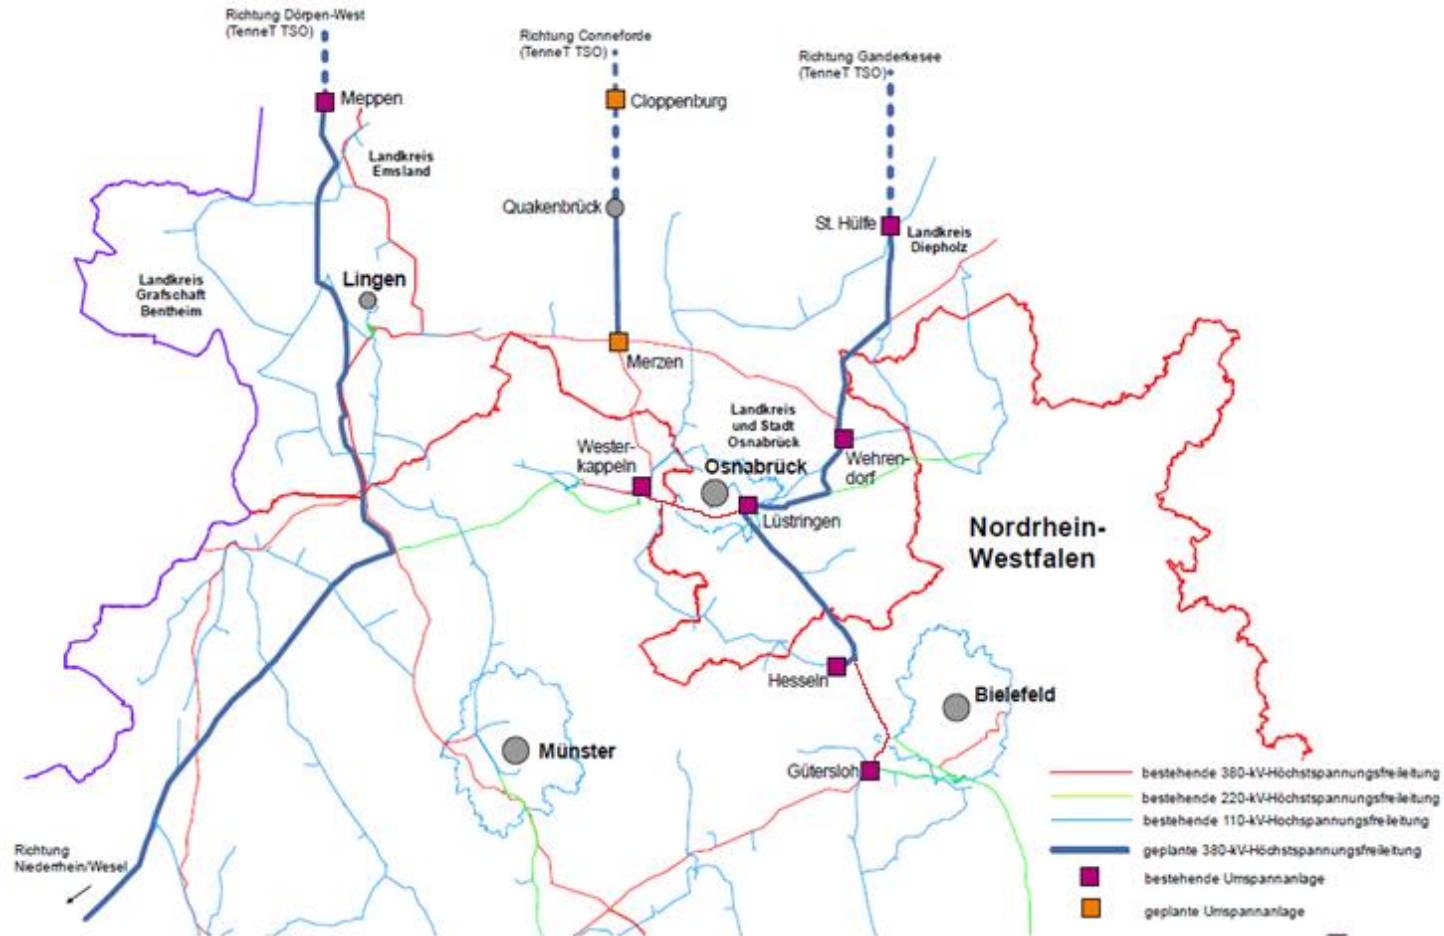 Richtung Dörpen-West
(TenneT TSO)
Richtung Conneforde
(TenneT TSO)
Richtung Ganderkesee
(TenneT TSO)
Meppen
Cloppenburg
Landkreis
Emsland
Quakenbrück
St. Hülfe
Landkreis
Diepholz
Landkreis
Grafschaft
Bentheim
Lingen
Merzen
Landkreis
und Stadt
Osnabrück
Wester-
kappeln
Osnabrück
Wehren-
dorf
Lüstringen
Nordrhein-
Westfalen
Hesseln
Bielefeld
Münster
Gütersloh
Richtung
Niederrhein/Wesel
bestehende 380-kV-Höchstspannungsfreileitung
bestehende 220-kV-Höchstspannungsfreileitung
bestehende 110-kV-Hochspannungsfreileitung
geplante 380-kV-Höchstspannungsfreileitung
bestehende Umspannanlage
geplante Umspannanlage